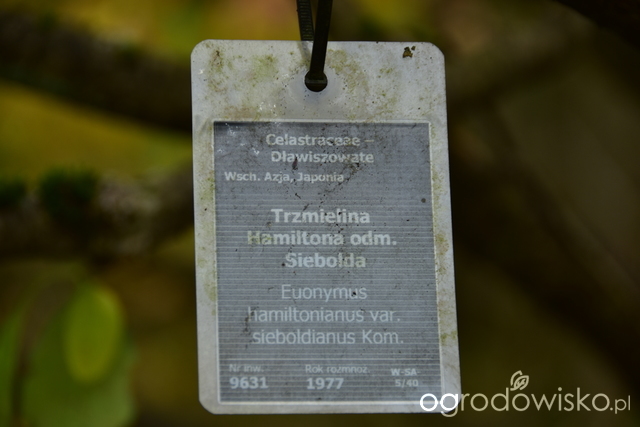 Celastraceae –
Dławiszowate
Wsch. Azja, Japonia
Trzmielina
Hamiltona odm.
Siebolda
Euonymus
hamiltonianus var.
sieboldianus Kom.
Nr inw. Rok rozmnoż. W-SA-
9631 1977 S/40
ogrodowisko.pl